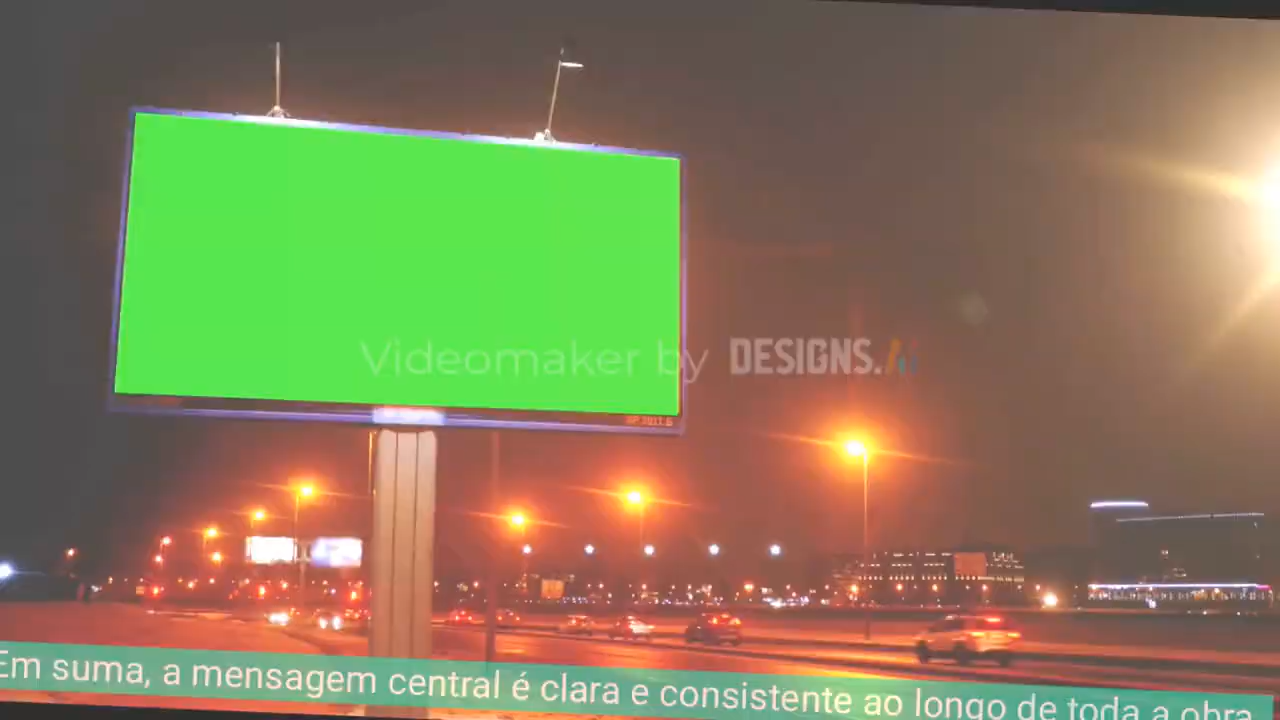 Videomaker by DESIGNS.AI
Em suma, a mensagem central é clara e consistente ao longo de toda a obra